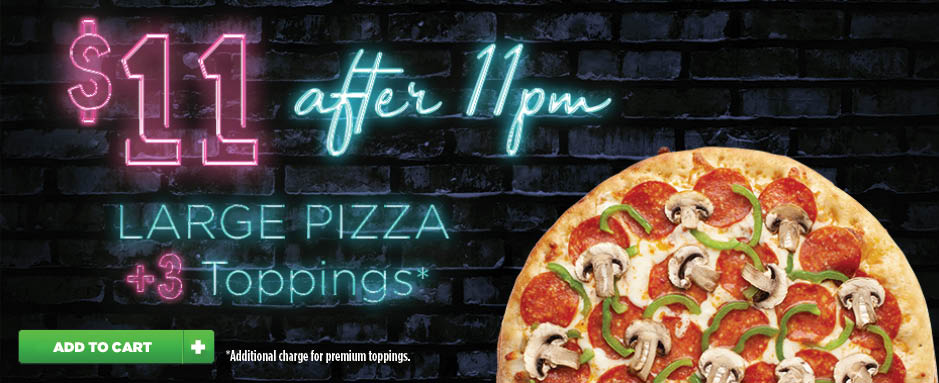 $11 after 11pm
LARGE PIZZA
+3 Toppings*
ADD TO CART +
*Additional charge for premium toppings.